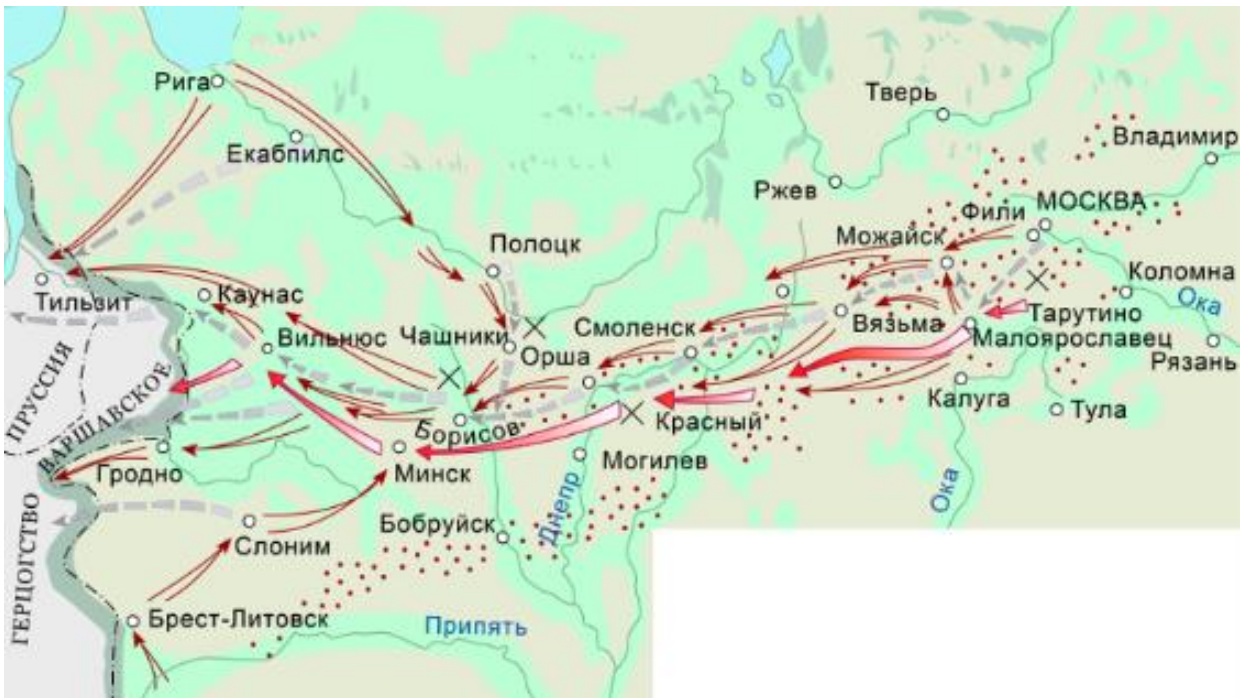 Рига
Екабпилс
Тверь
Владимир
Ржев
МОСКВА
Фили
Можайск
Полоцк
Коломна
Ока
Тильзит
Каунас
Вильнюс
Чашники
Орша
Смоленск
Вязьма
Тарутино
Малоярославец
Рязань
ПРУССИЯ
ВАРШАВСКОЕ
Борисов
Красный
Калуга
Тула
Гродно
Минск
Могилев
Ока
Днепр
Бобруйск
Слоним
ГЕРЦОГСТВО
Брест-Литовск
Припять